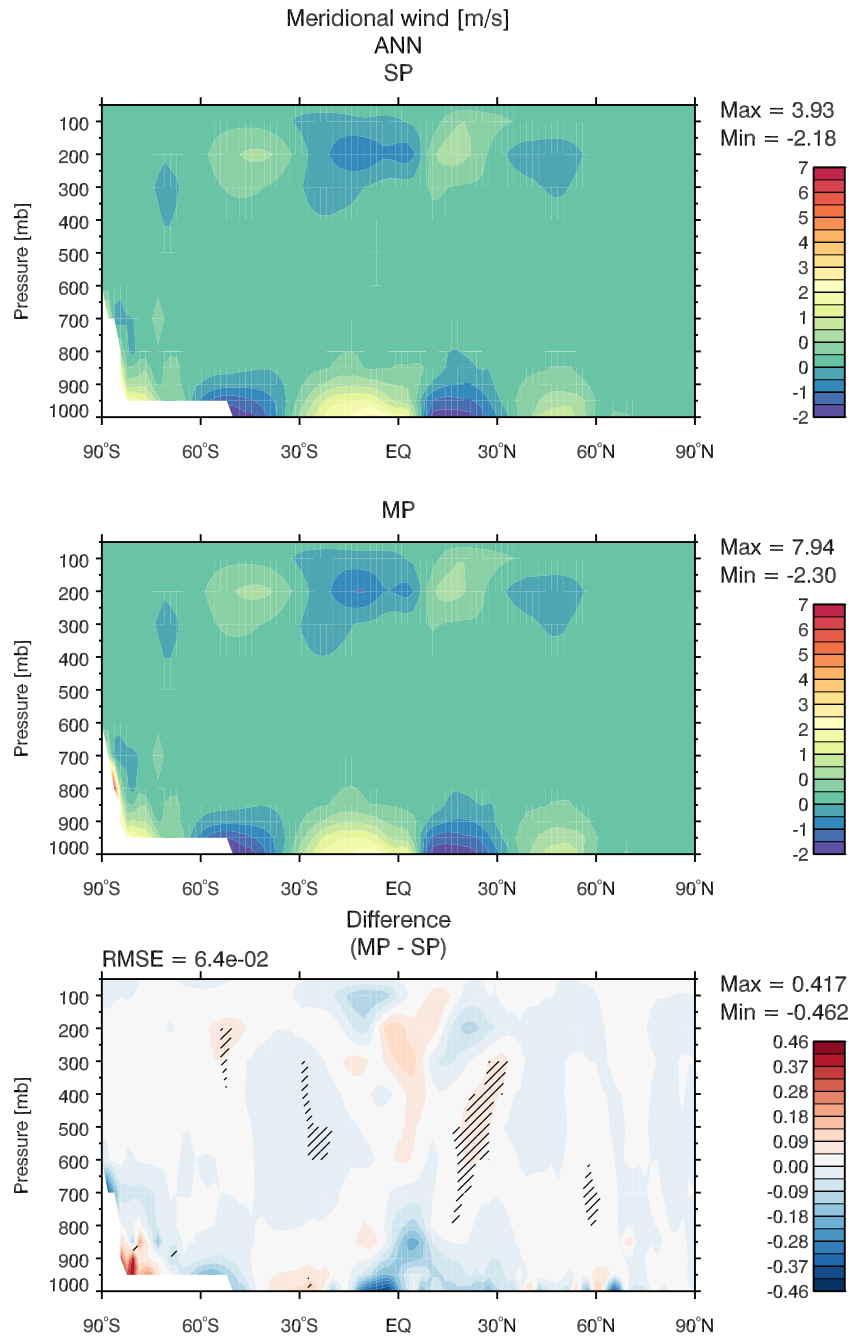 Meridional wind [m/s]
ANN
SP
Max = 3.93
Min = -2.18
Pressure [mb]
100
200
300
400
500
600
700
800
900
1000
90°S
60°S
30°S
EQ
30°N
60°N
90°N
7
6
5
4
3
2
2
1
0
0
-1
-2
MP
Max = 7.94
Min = -2.30
Pressure [mb]
100
200
300
400
500
600
700
800
900
1000
90°S
60°S
30°S
EQ
30°N
60°N
90°N
7
6
5
4
3
2
2
1
0
0
-1
-2
Difference
(MP - SP)
RMSE = 6.4e-02
Max = 0.417
Min = -0.462
Pressure [mb]
100
200
300
400
500
600
700
800
900
1000
90°S
60°S
30°S
EQ
30°N
60°N
90°N
0.46
0.37
0.28
0.18
0.09
0.00
-0.09
-0.18
-0.28
-0.37
-0.46